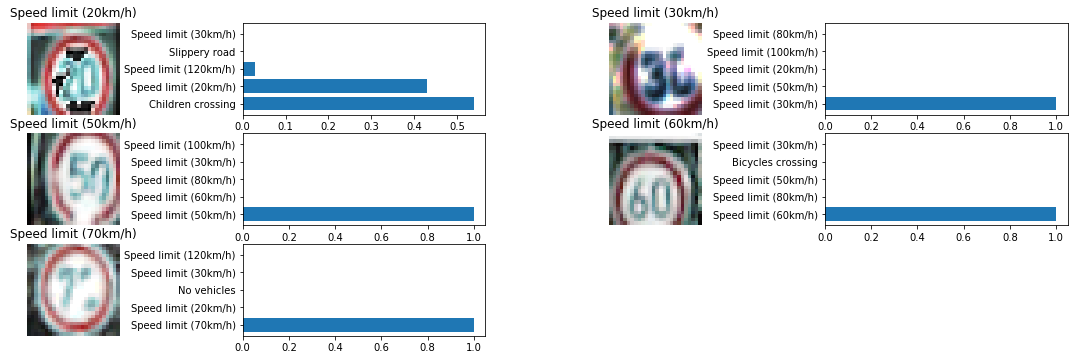 Speed limit (20km/h)
20
Speed limit (30km/h)
Slippery road
Speed limit (120km/h)
Speed limit (20km/h)
Children crossing
0.0 0.1 0.2 0.3 0.4 0.5
Speed limit (30km/h)
30
Speed limit (80km/h)
Speed limit (100km/h)
Speed limit (20km/h)
Speed limit (50km/h)
Speed limit (30km/h)
0.0 0.2 0.4 0.6 0.8 1.0
Speed limit (50km/h)
50
Speed limit (100km/h)
Speed limit (30km/h)
Speed limit (80km/h)
Speed limit (60km/h)
Speed limit (50km/h)
0.0 0.2 0.4 0.6 0.8 1.0
Speed limit (60km/h)
60
Speed limit (30km/h)
Bicycles crossing
Speed limit (50km/h)
Speed limit (80km/h)
Speed limit (60km/h)
0.0 0.2 0.4 0.6 0.8 1.0
Speed limit (70km/h)
7
Speed limit (120km/h)
Speed limit (30km/h)
No vehicles
Speed limit (20km/h)
Speed limit (70km/h)
0.0 0.2 0.4 0.6 0.8 1.0